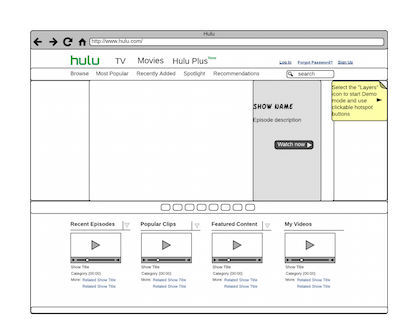 Hulu
http://www.hulu.com/
hulu TV Movies Hulu Plus New Log In Forgot Password? Sign Up
Browse Most Popular Recently Added Spotlight Recommendations search
Select the "Layers"
icon to start Demo
mode and use
clickable hotspot
buttons
SHOW NAME
Episode description
Watch now
Recent Episodes Popular Clips Featured Content My Videos
Show Title Show Title Show Title Show Title
Category (00:00) Category (00:00) Category (00:00) Category (00:00)
More: Related Show Title More: Related Show Title More: Related Show Title More: Related Show Title
Related Show Title Related Show Title Related Show Title Related Show Title